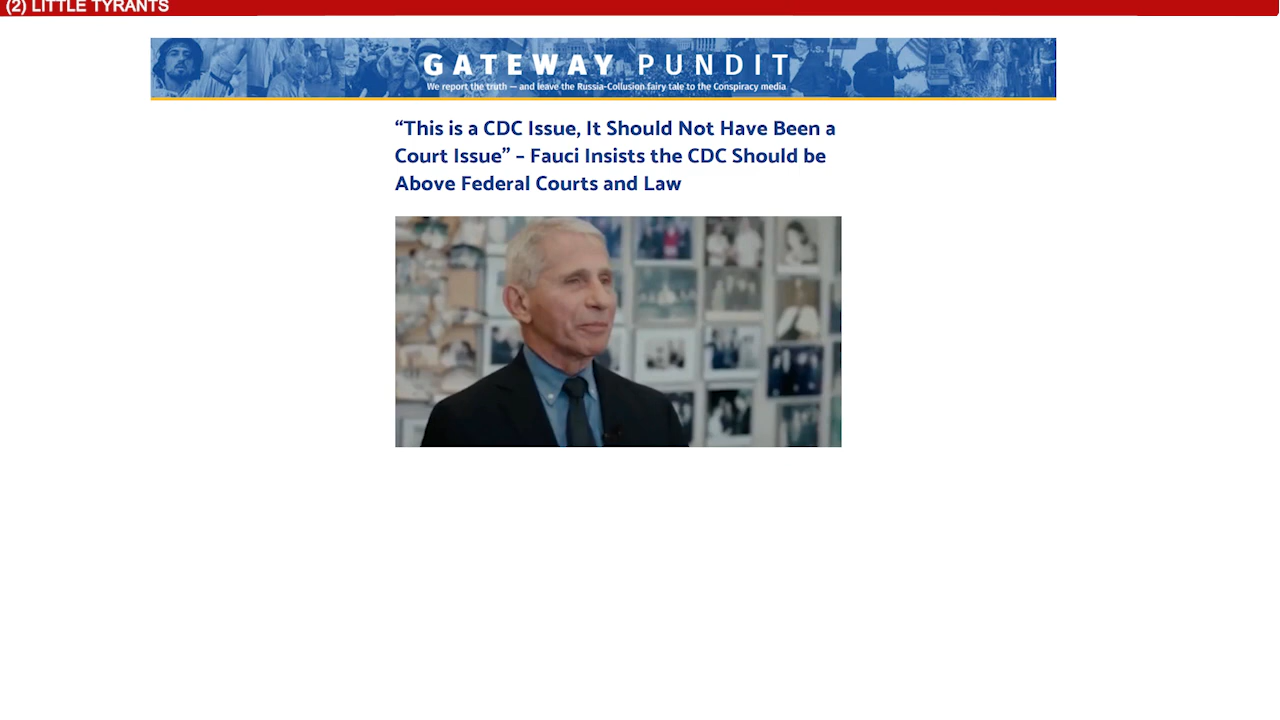 (2) LITTLE TYRANTS
GATEWAY PUNDIT
We report the truth — and leave the Russia-Collusion fairy tale to the Conspiracy media
“This is a CDC Issue, It Should Not Have Been a
Court Issue” – Fauci Insists the CDC Should be
Above Federal Courts and Law